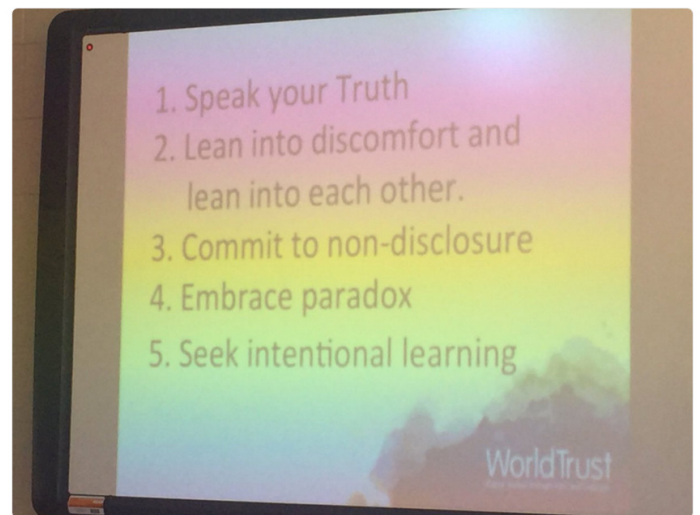 1. Speak your Truth
2. Lean into discomfort and
lean into each other.
3. Commit to non-disclosure
4. Embrace paradox
5. Seek intentional learning
WorldTrust